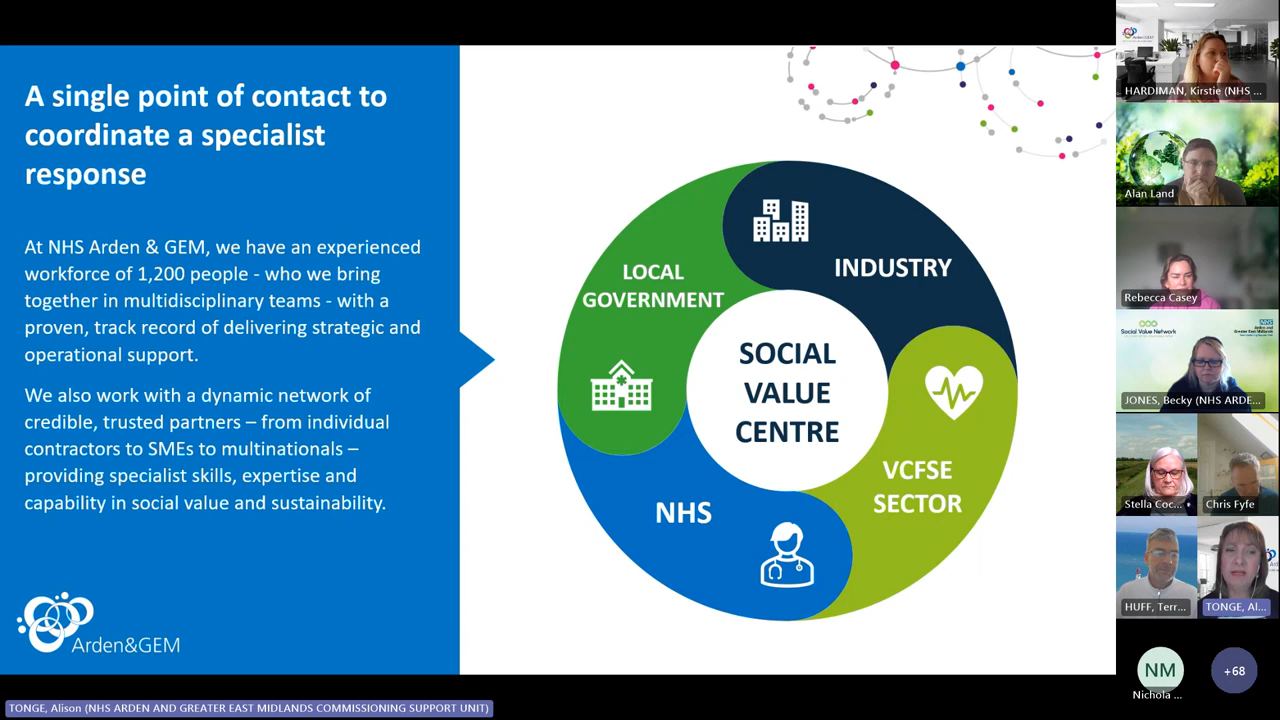 A single point of contact to
coordinate a specialist
response
At NHS Arden & GEM, we have an experienced
workforce of 1,200 people - who we bring
together in multidisciplinary teams - with a
proven, track record of delivering strategic and
operational support.
We also work with a dynamic network of
credible, trusted partners – from individual
contractors to SMEs to multinationals –
providing specialist skills, expertise and
capability in social value and sustainability.
Arden&GEM
LOCAL
GOVERNMENT
INDUSTRY
SOCIAL
VALUE
CENTRE
VCFSE
SECTOR
NHS
HARDIMAN, Kirstie (NHS ...
Alan Land
Rebecca Casey
Social Value Network
NHS
JONES, Becky (NHS ARDE...
Stella Coc...
Chris Fyfe
HUFF, Terr...
TONGE, Al...
NM
Nichola ...
+68
TONGE, Alison (NHS ARDEN AND GREATER EAST MIDLANDS COMMISSIONING SUPPORT UNIT)